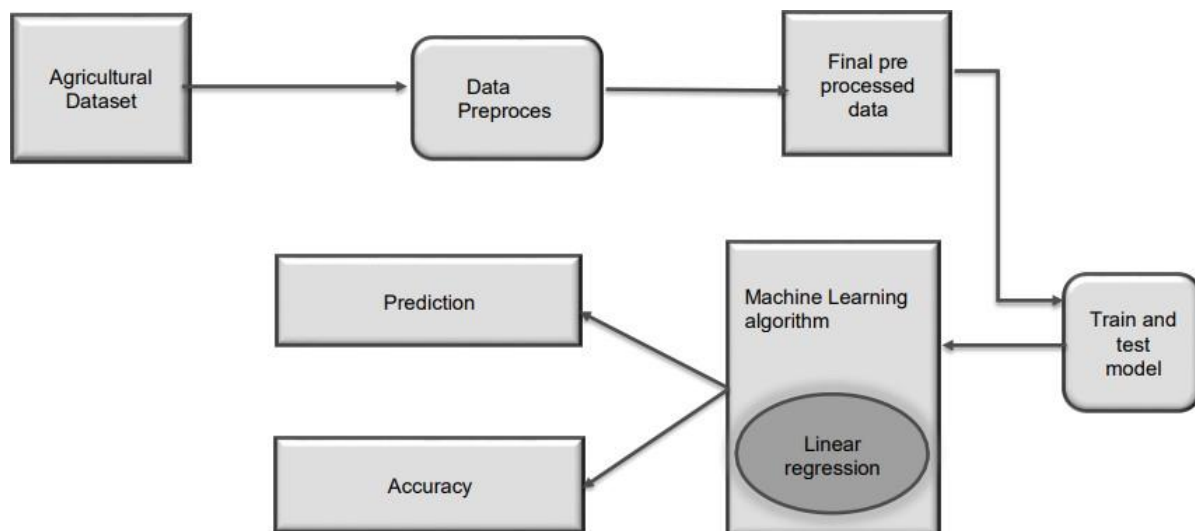 Agricultural
Dataset
Data
Preproces
Final pre
processed
data
Train and
test
model
Machine Learning
algorithm
Linear
regression
Prediction
Accuracy